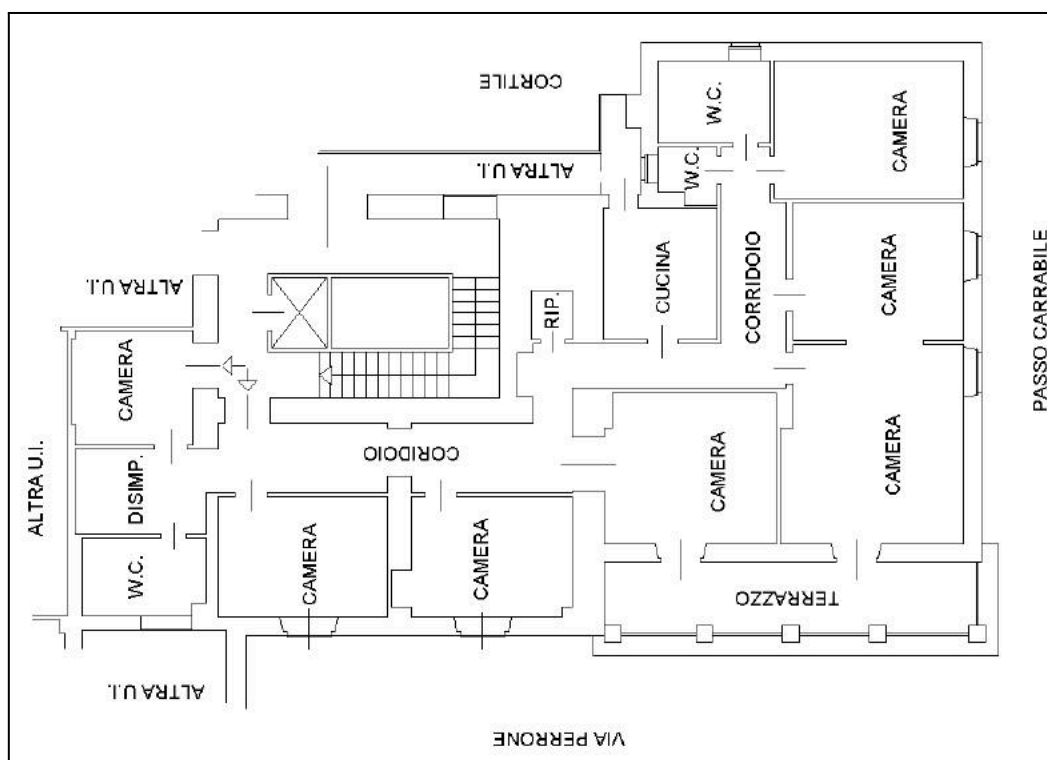 CORTILE
W.C.
CAMERA
ALTRA U.I.
W.C.
ALTRA U.I.
CUCINA
CORRIDOIO
CAMERA
RIP.
PASSO CARRABILE
CAMERA
CORIDOIO
CAMERA
CAMERA
ALTRA U.I.
DISIMP.
W.C.
CAMERA
CAMERA
TERRAZZO
ALTRA U.I.
VIA PERRONE